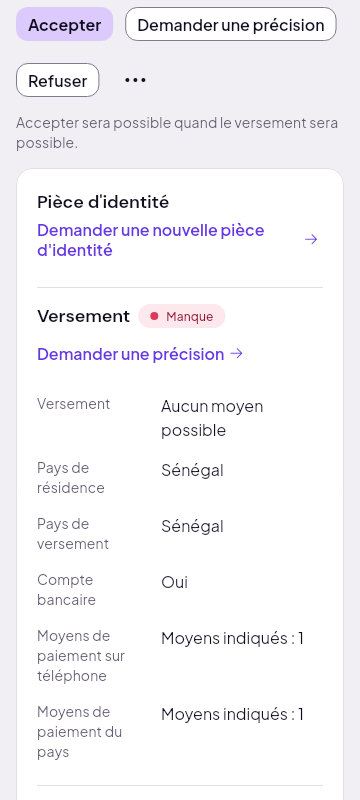 Accepter
Demander une précision
Refuser
•••
Accepter sera possible quand le versement sera
possible.
Pièce d'identité
Demander une nouvelle pièce
d'identité →
Versement
Manque
Demander une précision →
Versement
Aucun moyen
possible
Pays de
résidence
Sénégal
Pays de
versement
Sénégal
Compte
bancaire
Oui
Moyens de
paiement sur
téléphone
Moyens indiqués : 1
Moyens de
paiement du
pays
Moyens indiqués : 1